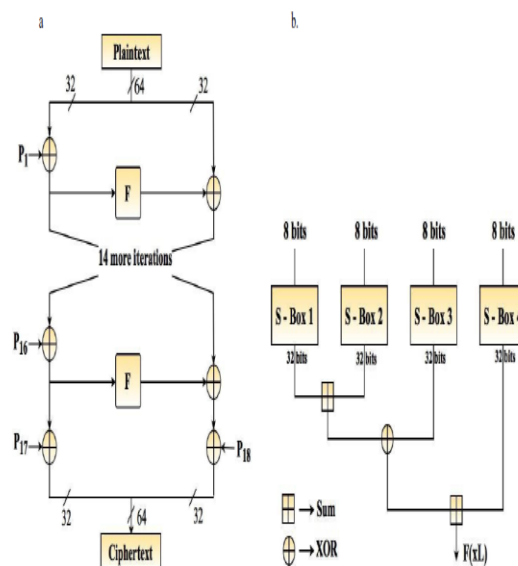 a
b.
Plaintext
32
64
32
P1
F
14 more iterations
P16
F
P17
P18
32
64
32
Ciphertext
8 bits
8 bits
8 bits
8 bits
S - Box 1
S - Box 2
S - Box 3
S - Box 4
32 bits
32 bits
32 bits
32 bits
Sum
XOR
F(xL)